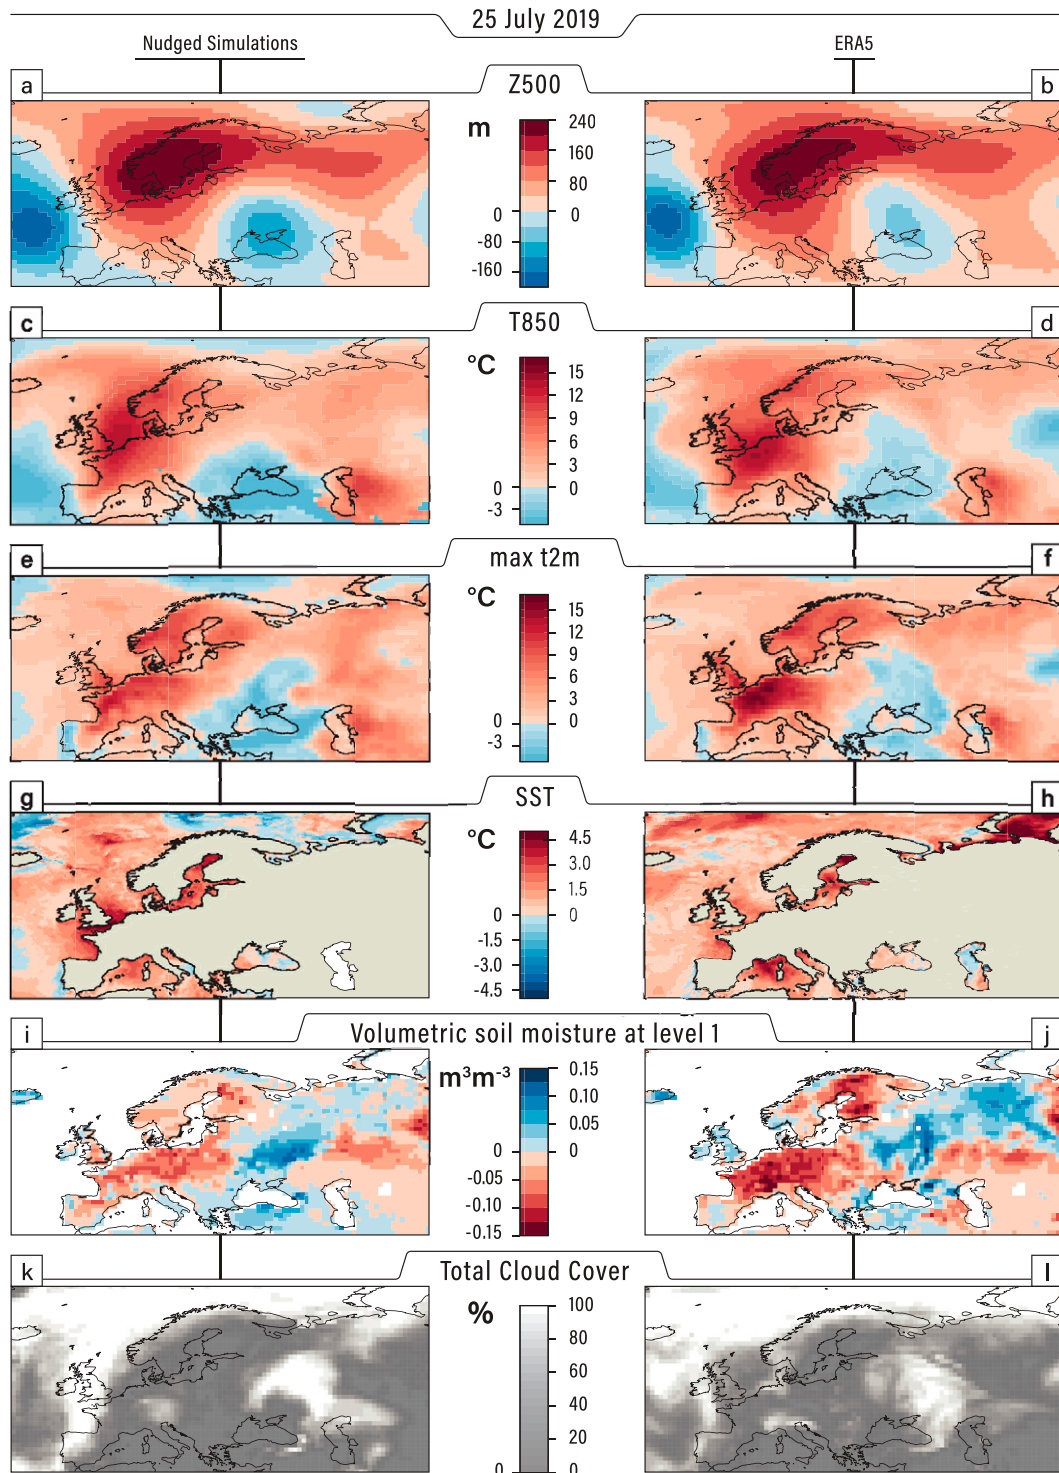 25 July 2019
Nudged Simulations
ERA5
a
Z500
b
m
240
160
80
0
0
-80
-160
c
T850
d
°C
15
12
9
6
3
0
0
-3
e
max t2m
f
°C
15
12
9
6
3
0
0
-3
g
SST
h
°C
4.5
3.0
1.5
0
0
-1.5
-3.0
-4.5
i
Volumetric soil moisture at level 1
j
m³m⁻³
0.15
0.10
0.05
0
0
-0.05
-0.10
-0.15
k
Total Cloud Cover
l
%
100
80
60
40
20
0
0